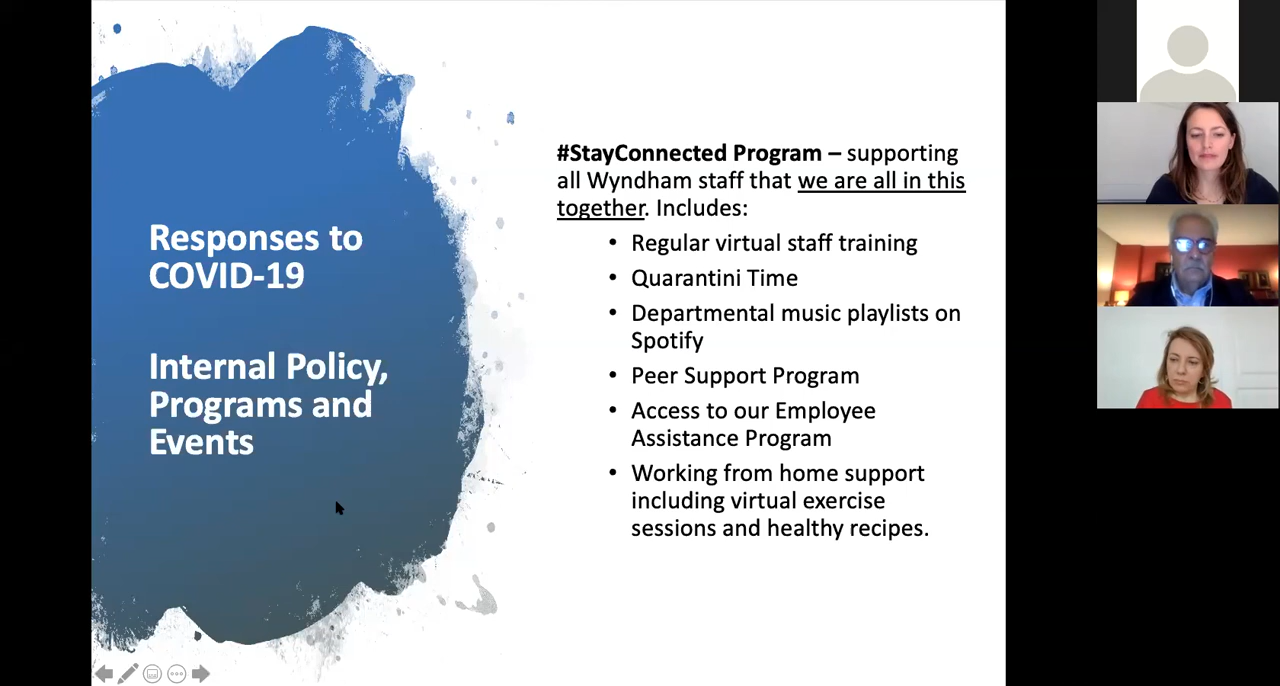 Responses to
COVID-19
Internal Policy,
Programs and
Events
#StayConnected Program – supporting
all Wyndham staff that we are all in this
together. Includes:
• Regular virtual staff training
• Quarantini Time
• Departmental music playlists on
Spotify
• Peer Support Program
• Access to our Employee
Assistance Program
• Working from home support
including virtual exercise
sessions and healthy recipes.